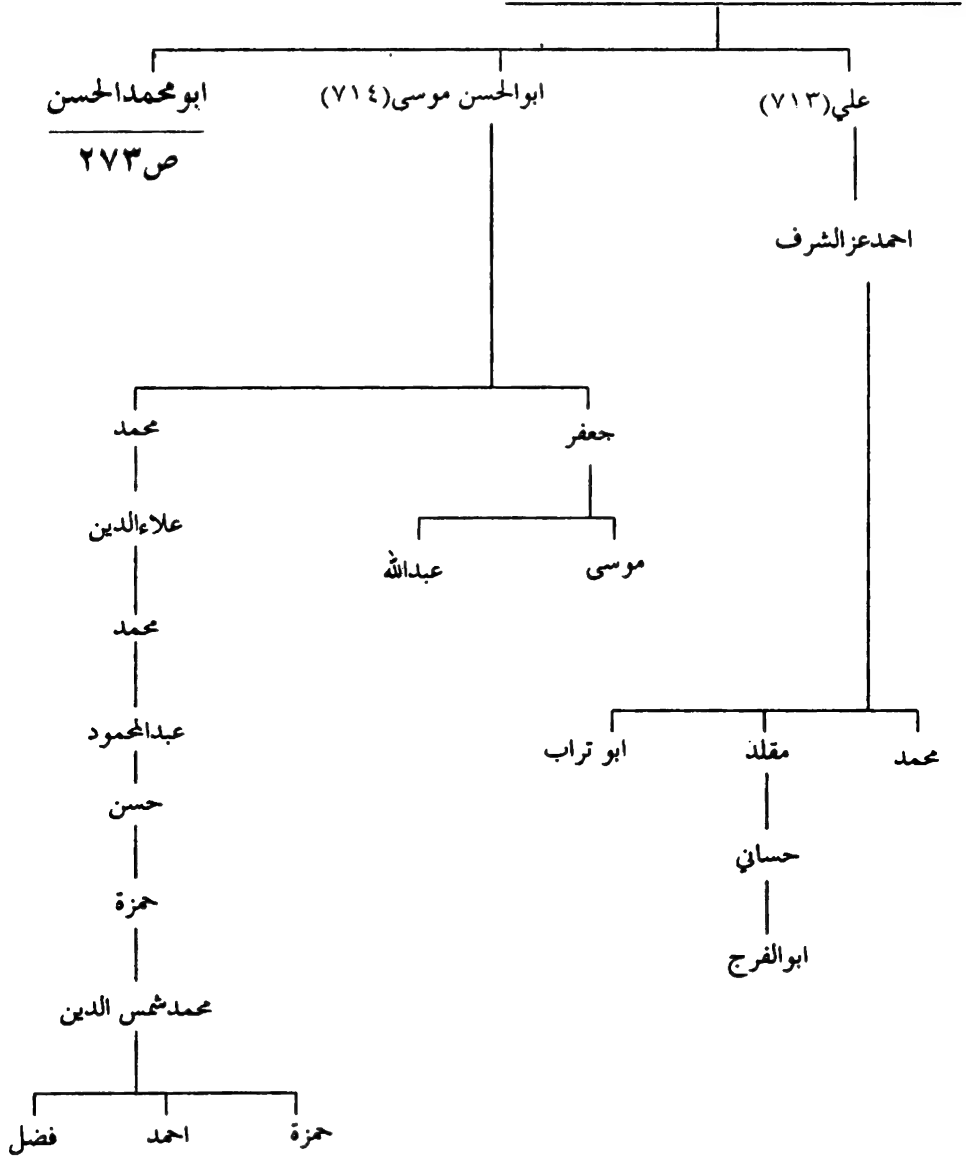 علي(٧١٣) ابوالحسن موسى(٧١٤) ابومحمدالحسن
ص٢٧٣
احمدعزالشرف
جعفر محمد
علاءالدين
موسى عبدالله
محمد
عبدالمحمود
محمد مقلذ ابو تراب
حسن
حساني
حمزة
ابوالفرج
محمدشمس الدين
حمزة احمد فضل